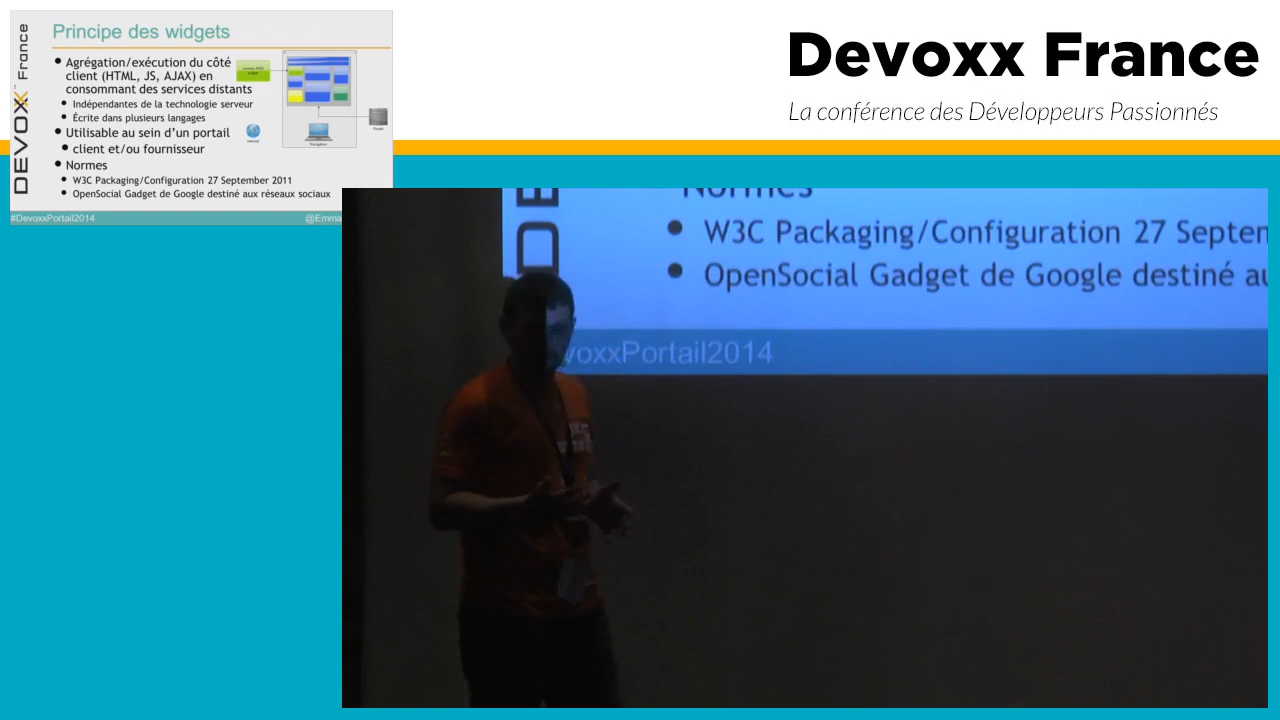 Principe des widgets
Agrégation/exécution du côté
client (HTML, JS, AJAX) en
consommant des services distants
Indépendantes de la technologie serveur
Écrite dans plusieurs langages
Utilisable au sein d'un portail
client et/ou fournisseur
Normes
W3C Packaging/Configuration 27 September 2011
OpenSocial Gadget de Google destiné aux réseaux sociaux
#DevoxxPortail2014
@Emma
DEVOXX France
Devoxx France
La conférence des Développeurs Passionnés
DE
Normes
W3C Packaging/Configuration 27 Septem
OpenSocial Gadget de Google destiné au
voxxPortail2014